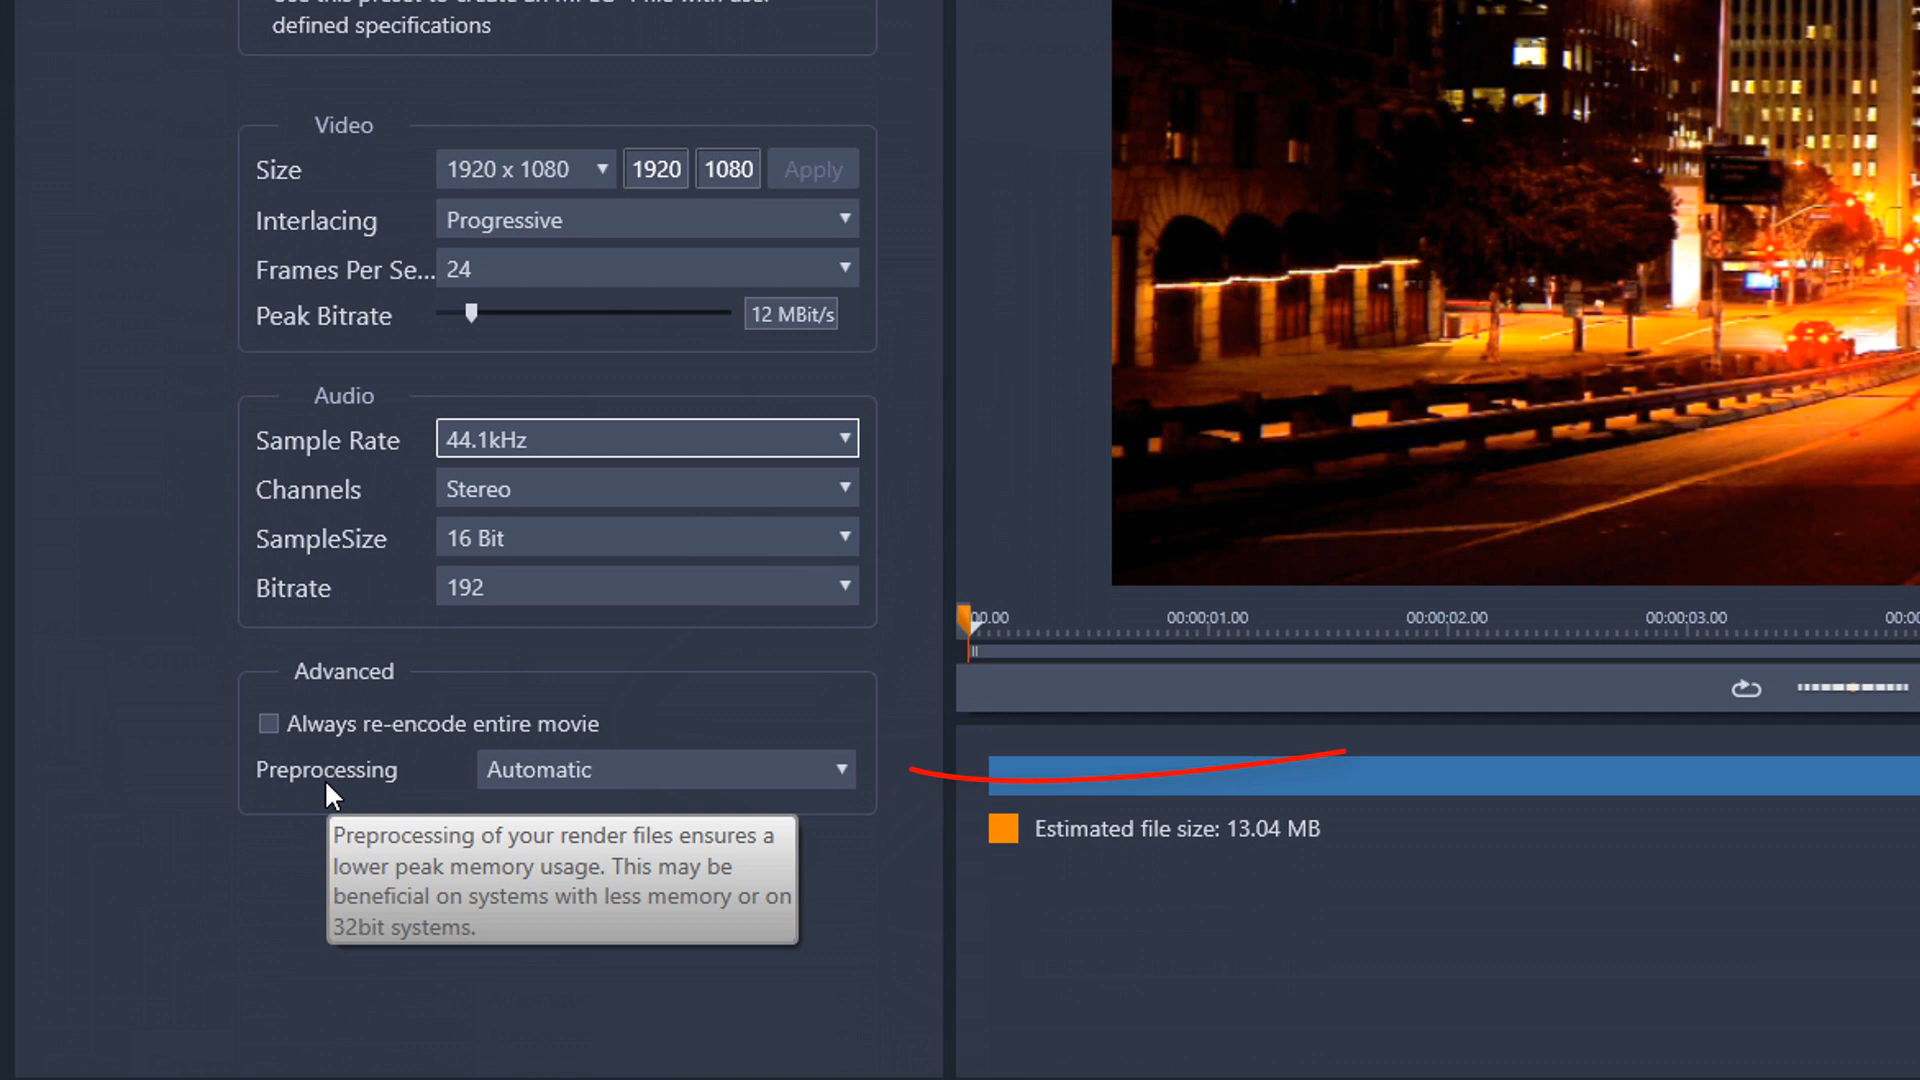 defined specifications
Video
Size 1920 x 1080 1920 1080 Apply
Interlacing Progressive
Frames Per Se... 24
Peak Bitrate 12 MBit/s
Audio
Sample Rate 44.1kHz
Channels Stereo
SampleSize 16 Bit
Bitrate 192
Advanced
Always re-encode entire movie
Preprocessing Automatic
Preprocessing of your render files ensures a
lower peak memory usage. This may be
beneficial on systems with less memory or on
32bit systems.
00.00 00:00:01.00 00:00:02.00 00:00:03.00 00:00
Estimated file size: 13.04 MB